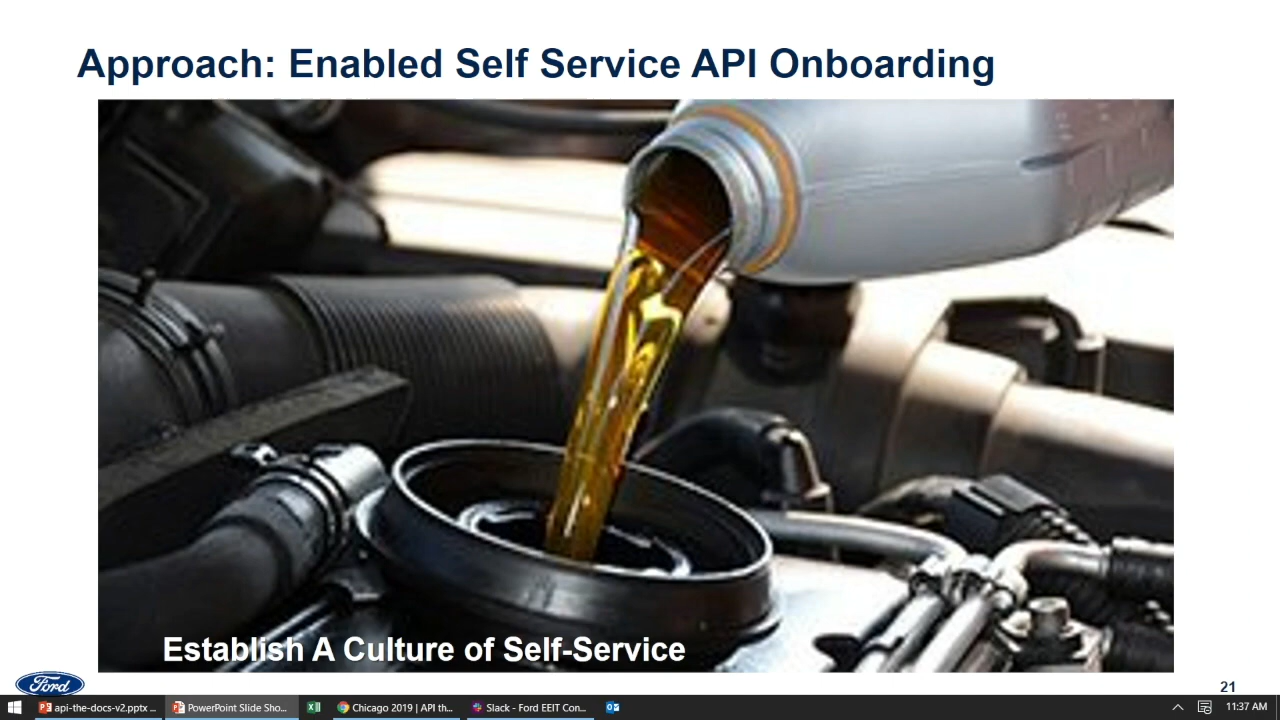 Approach: Enabled Self Service API Onboarding
Establish A Culture of Self-Service
Ford
21
api-the-docs-v2.pptx ...
PowerPoint Slide Sho...
Chicago 2019 | API th...
Slack - Ford EEIT Con...
11:37 AM